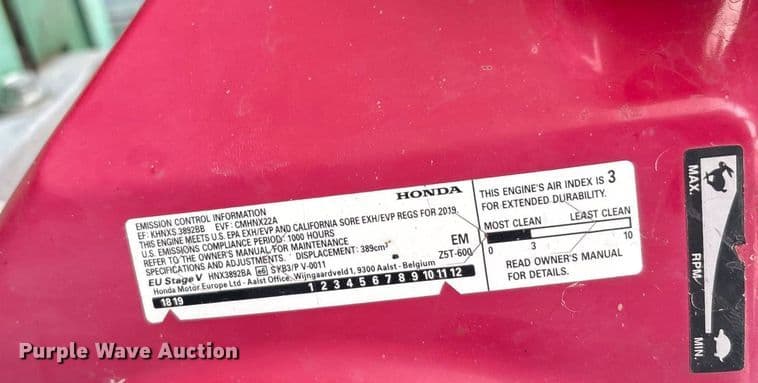 EMISSION CONTROL INFORMATION
HONDA
EF: KHNXS.3892BB EVF: CMHNX22A
THIS ENGINE MEETS U.S. EPA EXH/EVP AND CALIFORNIA SORE EXH/EVP REGS FOR 2019.
U.S. EMISSIONS COMPLIANCE PERIOD: 1000 HOURS
REFER TO THE OWNER'S MANUAL FOR MAINTENANCE
SPECIFICATIONS AND ADJUSTMENTS. DISPLACEMENT: 389cm³
EM
EU Stage V HNX3892BA e6 SYB3/P V-0011
Z5T-600
Honda Motor Europe Ltd - Aalst Office, Wijngaardveld1, 9300 Aalst - Belgium
18 19
1 2 3 4 5 6 7 8 9 10 11 12
THIS ENGINE'S AIR INDEX IS 3
FOR EXTENDED DURABILITY.
MOST CLEAN LEAST CLEAN
0 3 10
READ OWNER'S MANUAL
FOR DETAILS.
MAX.
RPM
MIN.
Purple Wave Auction